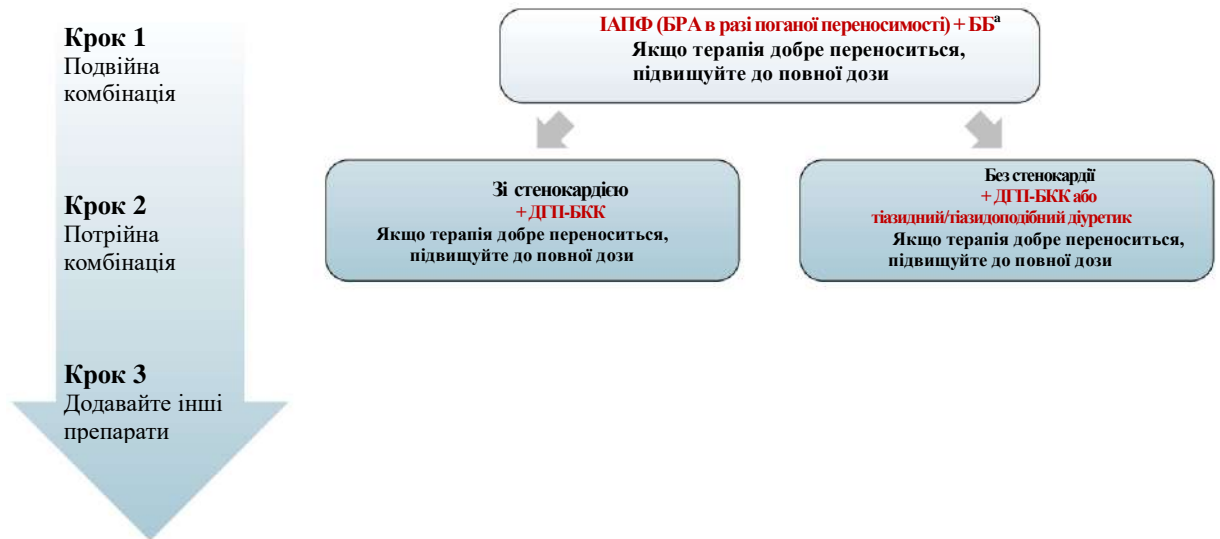 Крок 1
Подвійна
комбінація
ІАПФ (БРА в разі поганої переносимості) + ББᵃ
Якщо терапія добре переноситься,
підвищуйте до повної дози
Крок 2
Потрійна
комбінація
Зі стенокардією
+ ДГП-БКК
Якщо терапія добре переноситься,
підвищуйте до повної дози
Без стенокардії
+ ДГП-БКК або
тіазидний/тіазидоподібний діуретик
Якщо терапія добре переноситься,
підвищуйте до повної дози
Крок 3
Додавайте інші
препарати